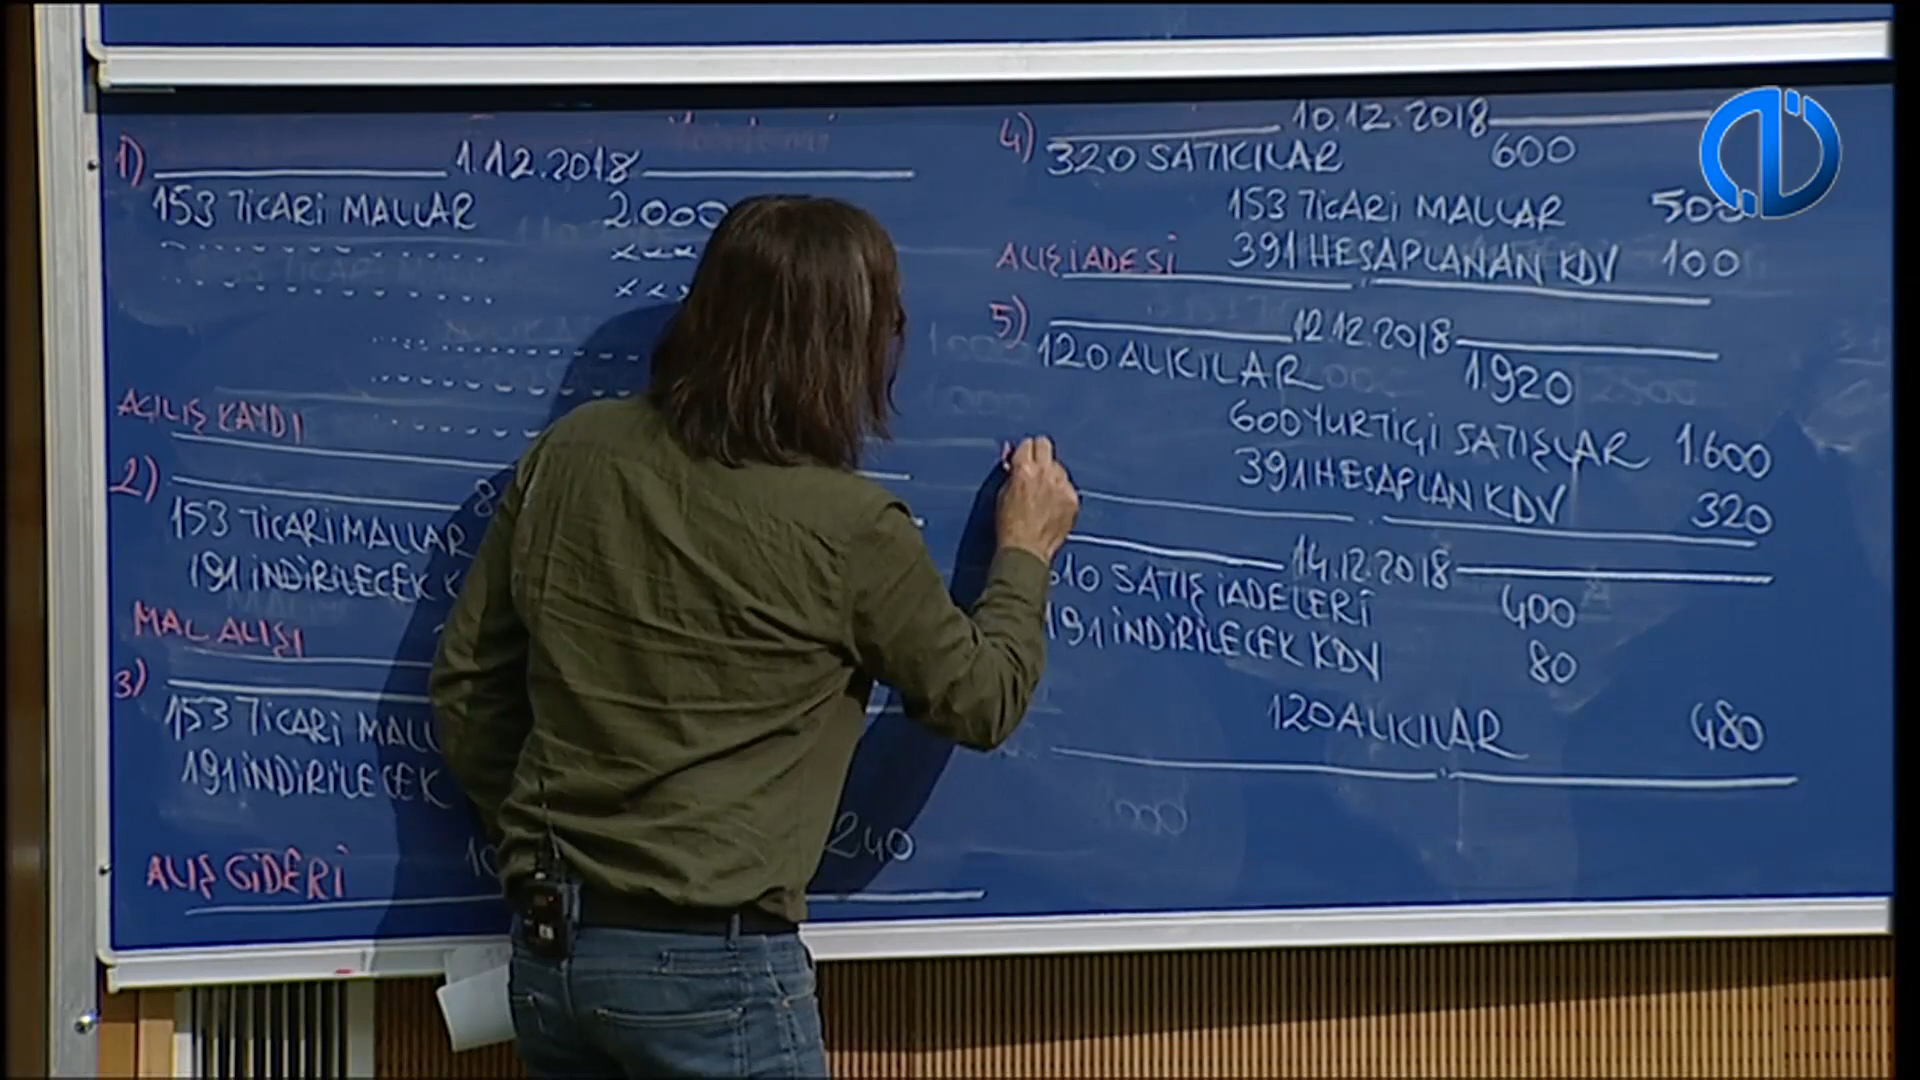 1) 1.12.2018
153 TİCARİ MALLAR 2.000
AÇILIŞ KAYDI
2) 8
153 TİCARİ MALLAR
191 İNDİRİLECEK K
MAL ALIŞI
3)
153 TİCARİ MALL
191 İNDİRİLECEK
240
ALIŞ GİDERİ
4) 10.12.2018
320 SATICILAR 600
153 TİCARİ MALLAR 500
391 HESAPLANAN KDV 100
ALIŞ İADESİ
5) 12.12.2018
120 ALICILAR 1.920
600 YURTİÇİ SATIŞLAR 1.600
391 HESAPLAN KDV 320
14.12.2018
610 SATIŞ İADELERİ 400
191 İNDİRİLECEK KDV 80
120 ALICILAR 480